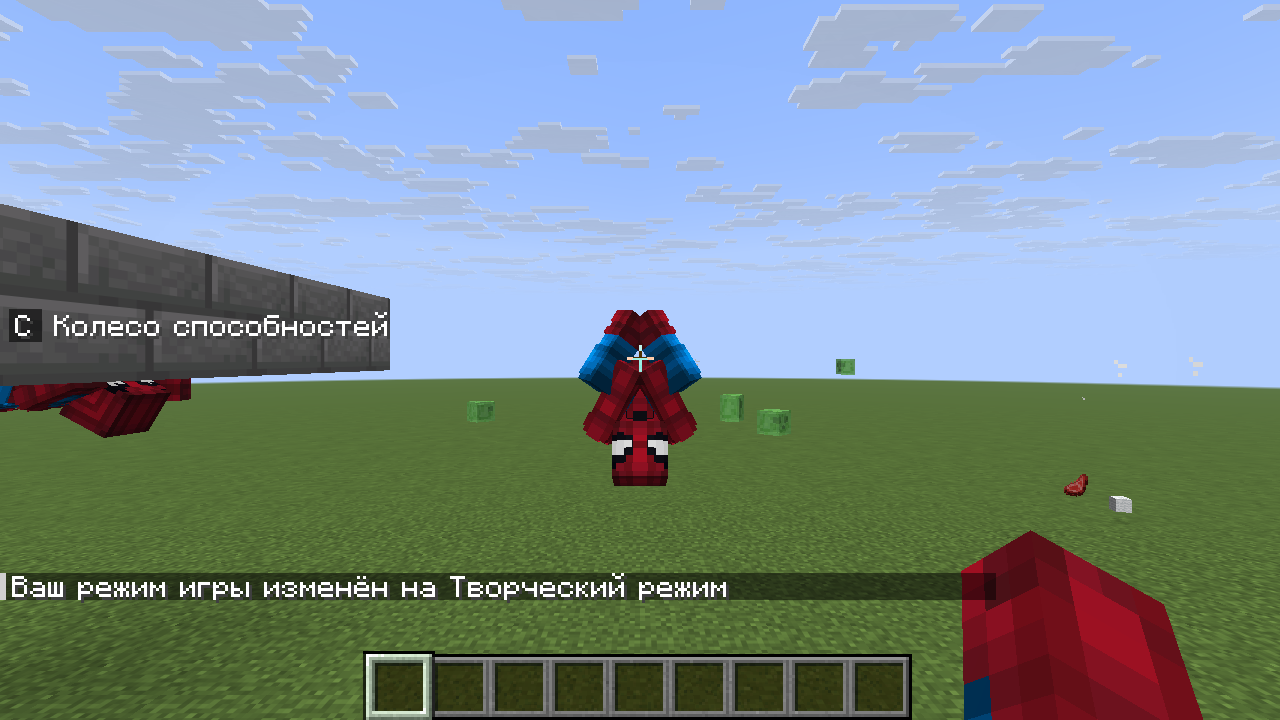 C Колесо способностей
Ваш режим игры изменён на Творческий режим